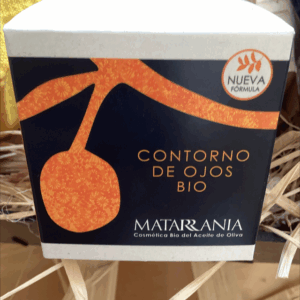 NUEVA
FÓRMULA
CONTORNO
DE OJOS
BIO
MATARRANIA
Cosmética Bio del Aceite de Oliva